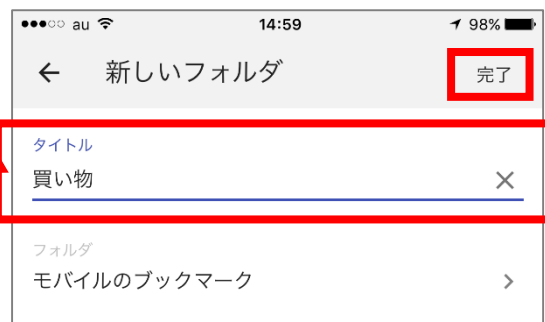 au 14:59 98%
新しいフォルダ 完了
タイトル
買い物
フォルダ
モバイルのブックマーク